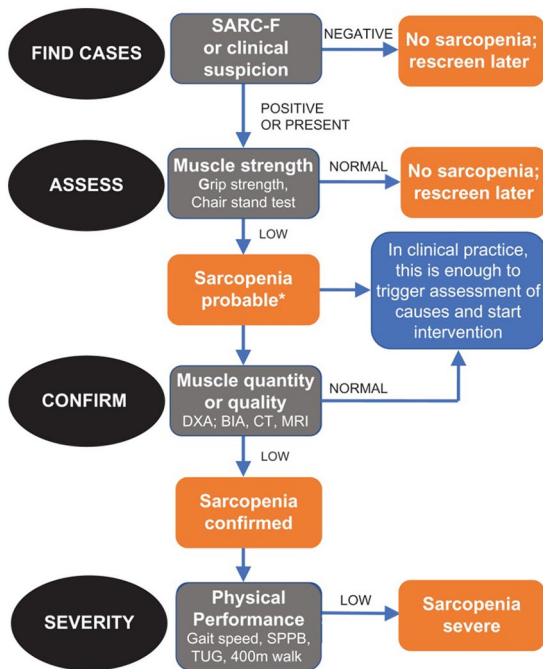 FIND CASES
SARC-F
or clinical
suspicion
NEGATIVE
No sarcopenia;
rescreen later
POSITIVE
OR PRESENT
ASSESS
Muscle strength
Grip strength,
Chair stand test
NORMAL
No sarcopenia;
rescreen later
LOW
Sarcopenia
probable*
In clinical practice,
this is enough to
trigger assessment of
causes and start
intervention
CONFIRM
Muscle quantity
or quality
DXA; BIA, CT, MRI
NORMAL
LOW
Sarcopenia
confirmed
SEVERITY
Physical
Performance
Gait speed, SPPB,
TUG, 400m walk
LOW
Sarcopenia
severe